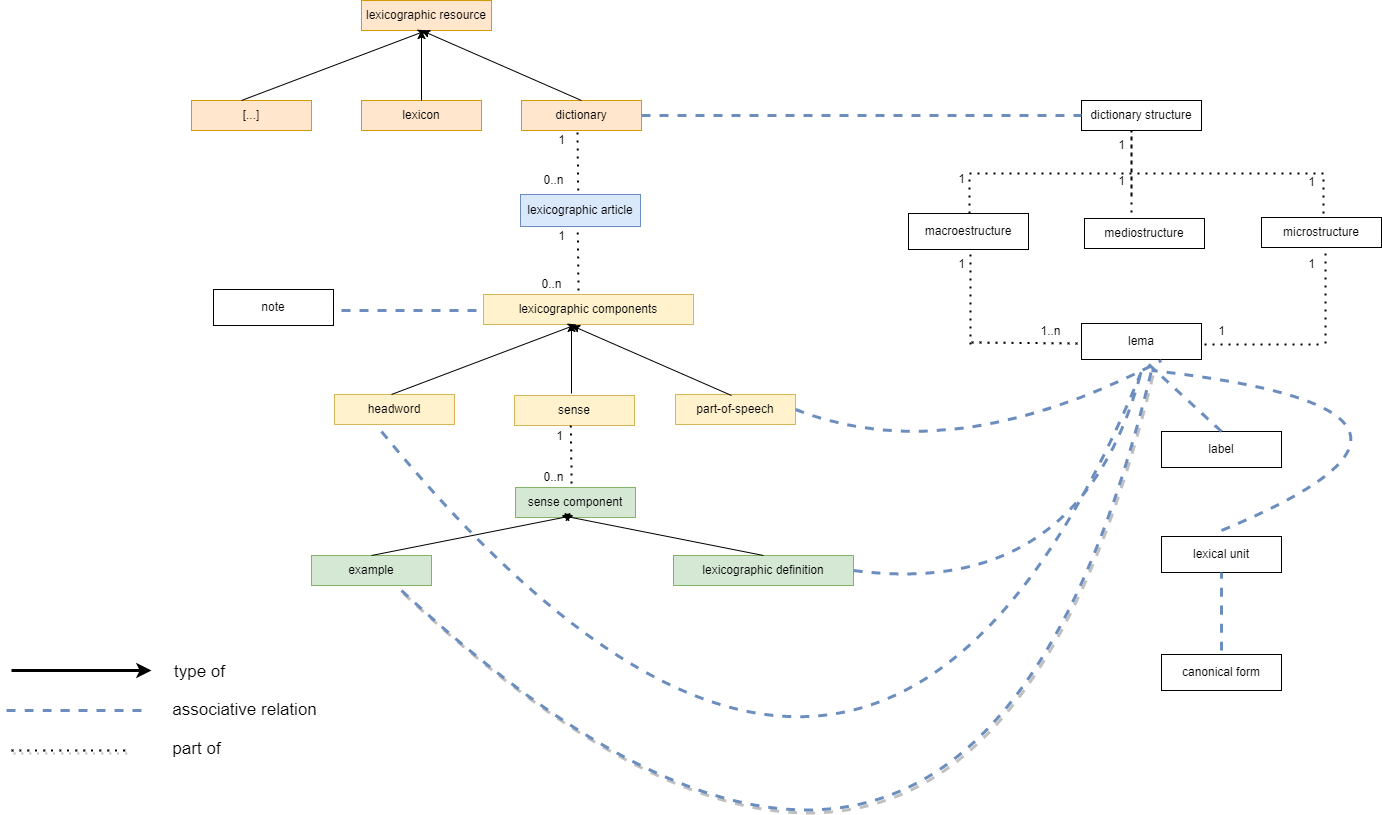 lexicographic resource
[...]
lexicon
dictionary
dictionary structure
1
1
0..n
1
1
1
lexicographic article
macroestructure
mediostructure
microstructure
1
1
1
0..n
note
lexicographic components
1..n
1
lema
headword
sense
part-of-speech
1
label
0..n
sense component
lexical unit
example
lexicographic definition
type of
canonical form
associative relation
part of